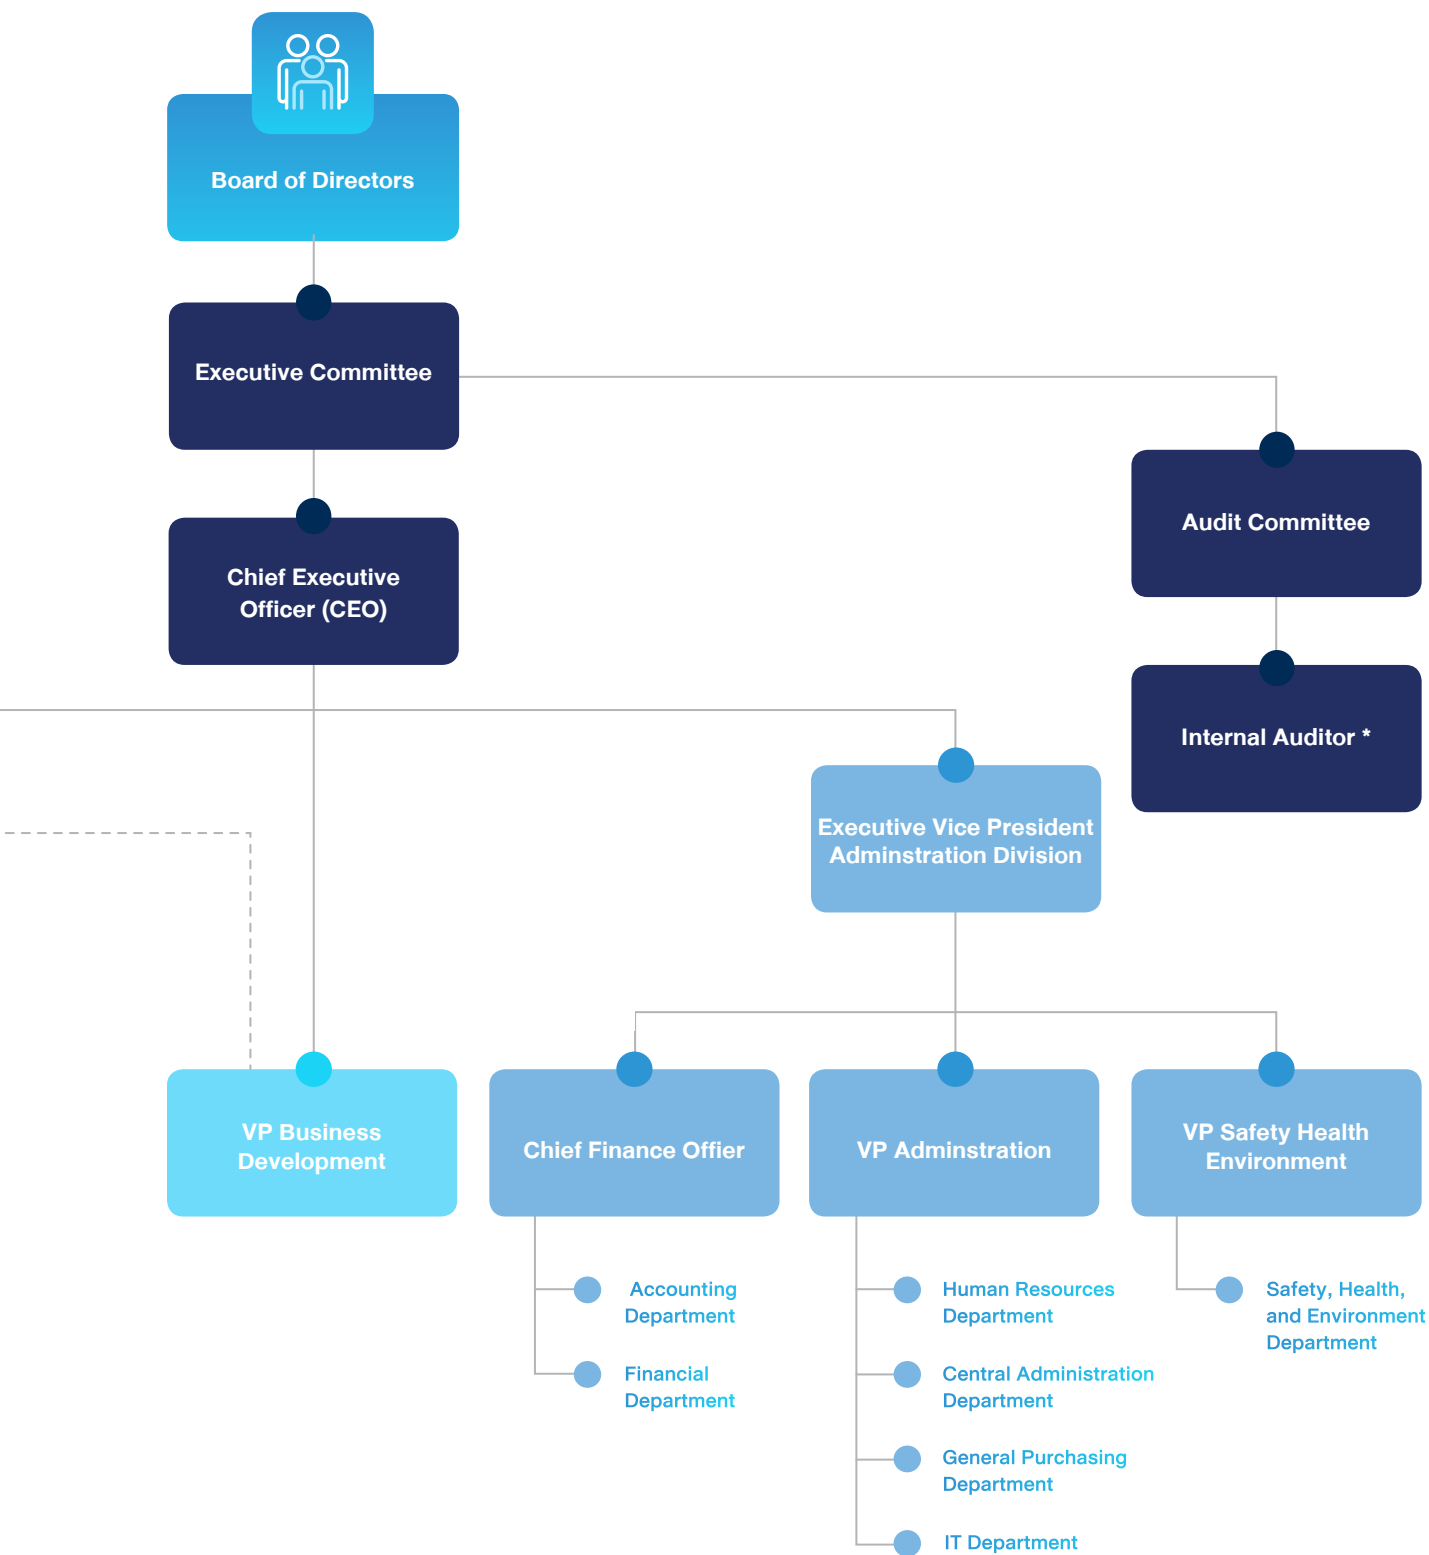 Board of Directors
Executive Committee
Audit Committee
Chief Executive
Officer (CEO)
Internal Auditor *
Executive Vice President
Adminstration Division
VP Business
Development
Chief Finance Offier
VP Adminstration
VP Safety Health
Environment
Accounting
Department
Financial
Department
Human Resources
Department
Central Administration
Department
General Purchasing
Department
IT Department
Safety, Health,
and Environment
Department